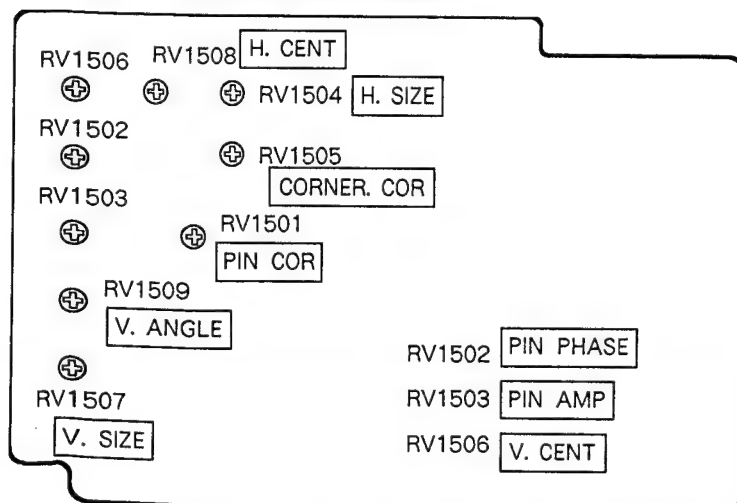 RV1506 RV1508 H. CENT
RV1504 H. SIZE
RV1502
RV1505
CORNER. COR
RV1503
RV1501
PIN COR
RV1509
V. ANGLE
RV1502 PIN PHASE
RV1507
RV1503 PIN AMP
V. SIZE
RV1506 V. CENT